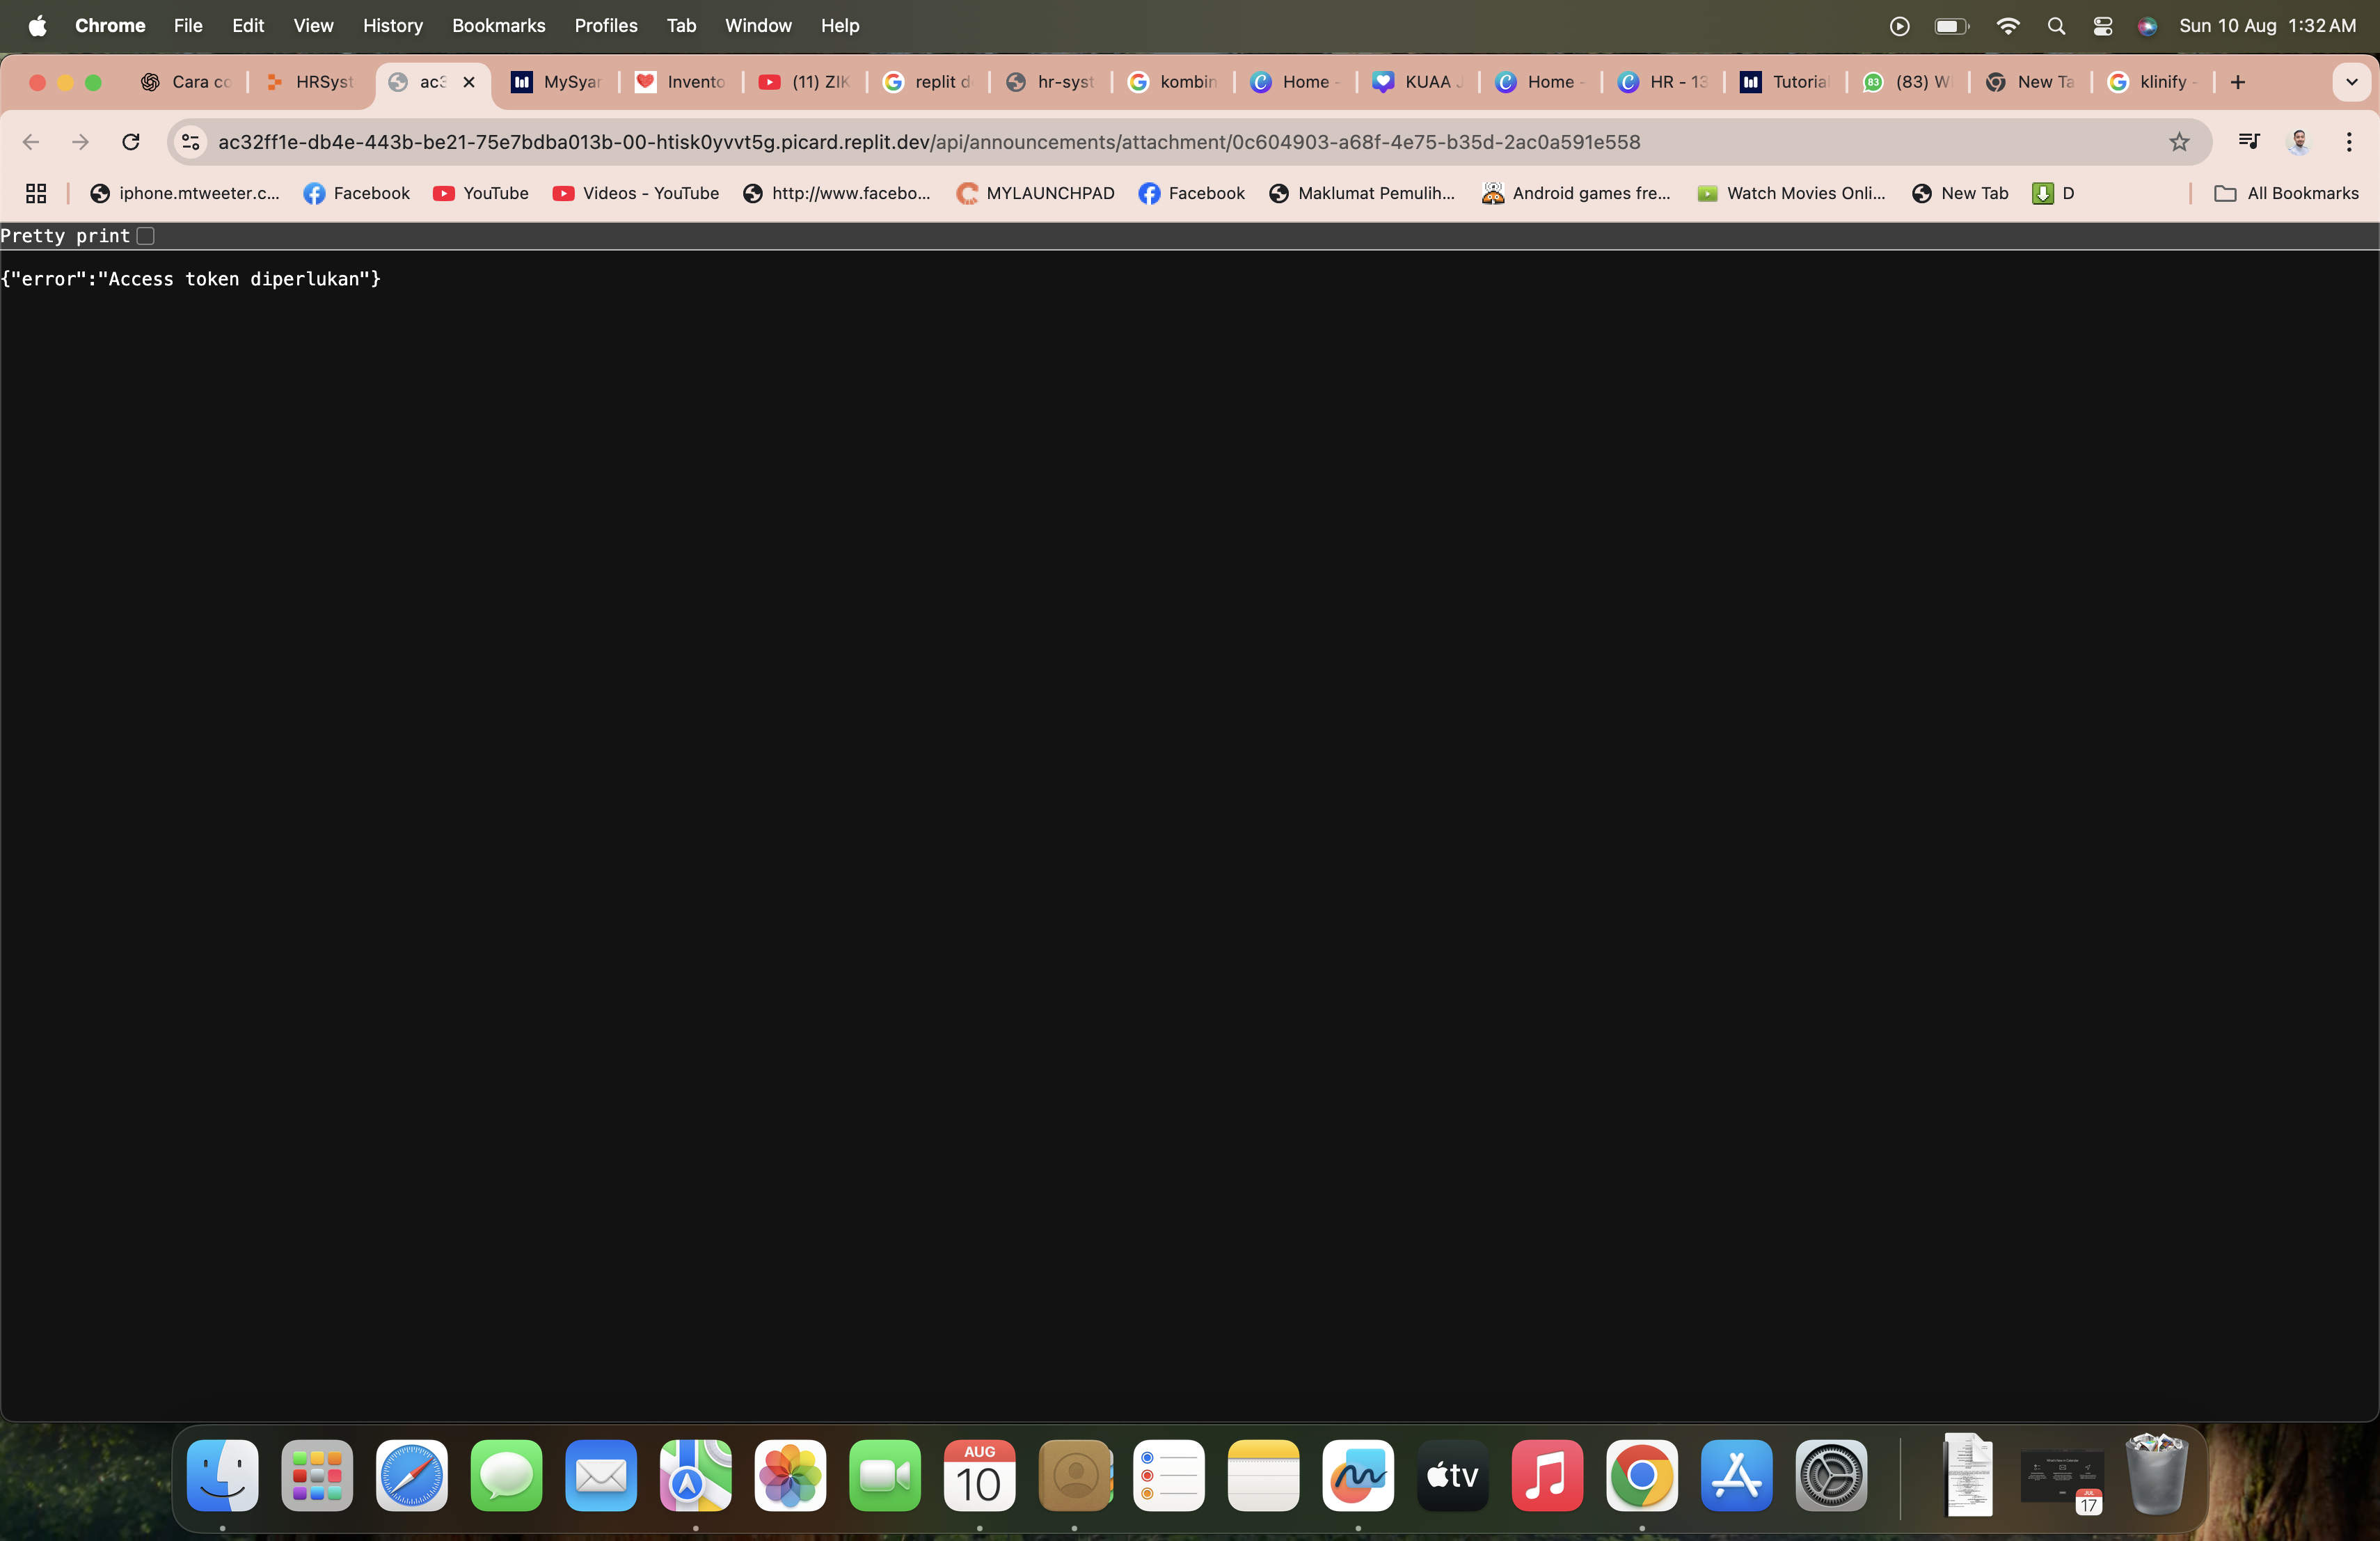 Chrome File Edit View History Bookmarks Profiles Tab Window Help Sun 10 Aug 1:32 AM
Cara co HRSyst ac3 MySyar Invento (11) ZIK replit d hr-syst kombin Home - KUAA J Home - HR - 13 Tutorial 83 (83) W New Ta klinify -
ac32ff1e-db4e-443b-be21-75e7bdba013b-00-htisk0yvvt5g.picard.replit.dev/api/announcements/attachment/0c604903-a68f-4e75-b35d-2ac0a591e558
iphone.mtweeter.c... Facebook YouTube Videos - YouTube http://www.facebo... MYLAUNCHPAD Facebook Maklumat Pemulih... Android games fre... Watch Movies Onli... New Tab D All Bookmarks
Pretty print
{"error":"Access token diperlukan"}
AUG
10
tv
JUL
17